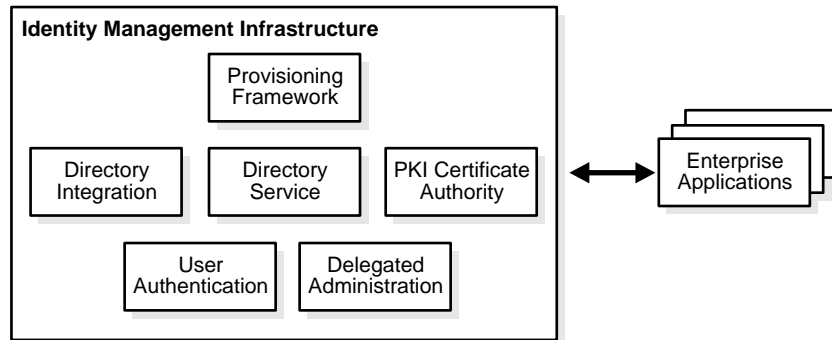 Identity Management Infrastructure
Provisioning
Framework
Directory
Integration
Directory
Service
PKI Certificate
Authority
Enterprise
Applications
User
Authentication
Delegated
Administration